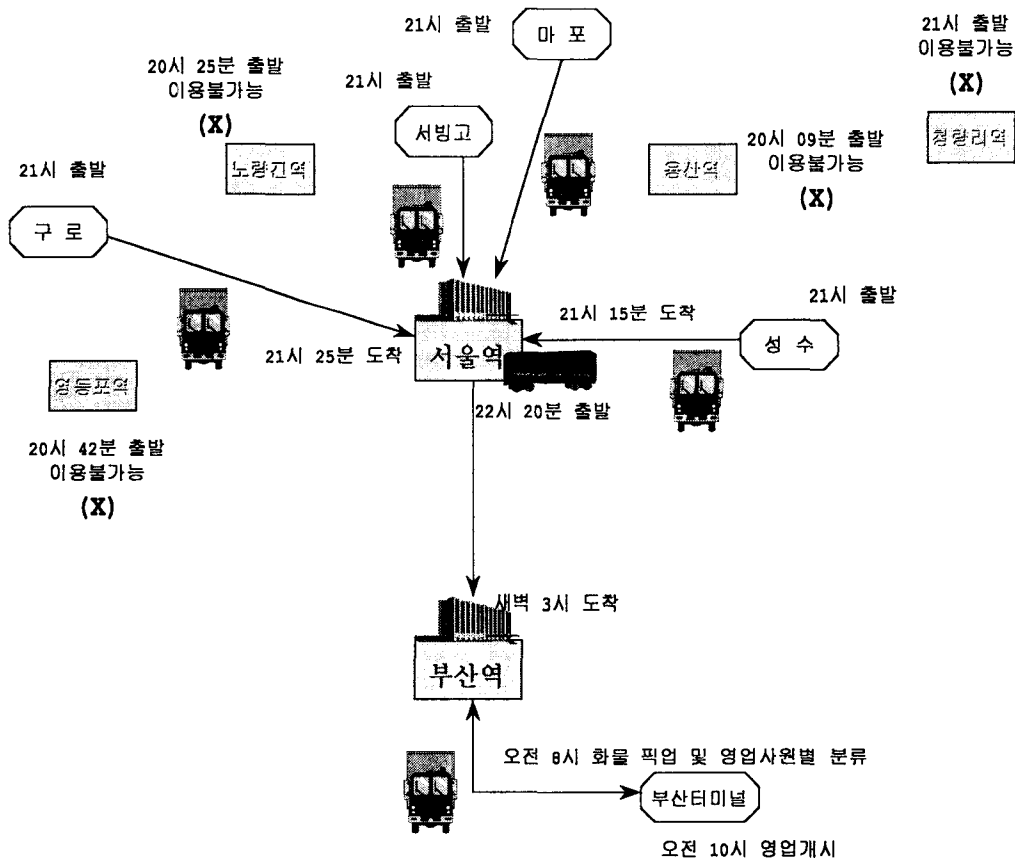 21시 출발
마 포
21시 출발
이용불가능
(X)
청량리역
20시 25분 출발
이용불가능
(X)
노량진역
21시 출발
서빙고
용산역
20시 09분 출발
이용불가능
(X)
21시 출발
구 로
21시 출발
21시 15분 도착
성 수
21시 25분 도착
서울역
22시 20분 출발
영등포역
20시 42분 출발
이용불가능
(X)
새벽 3시 도착
부산역
오전 8시 화물 픽업 및 영업사원별 분류
부산터미널
오전 10시 영업개시